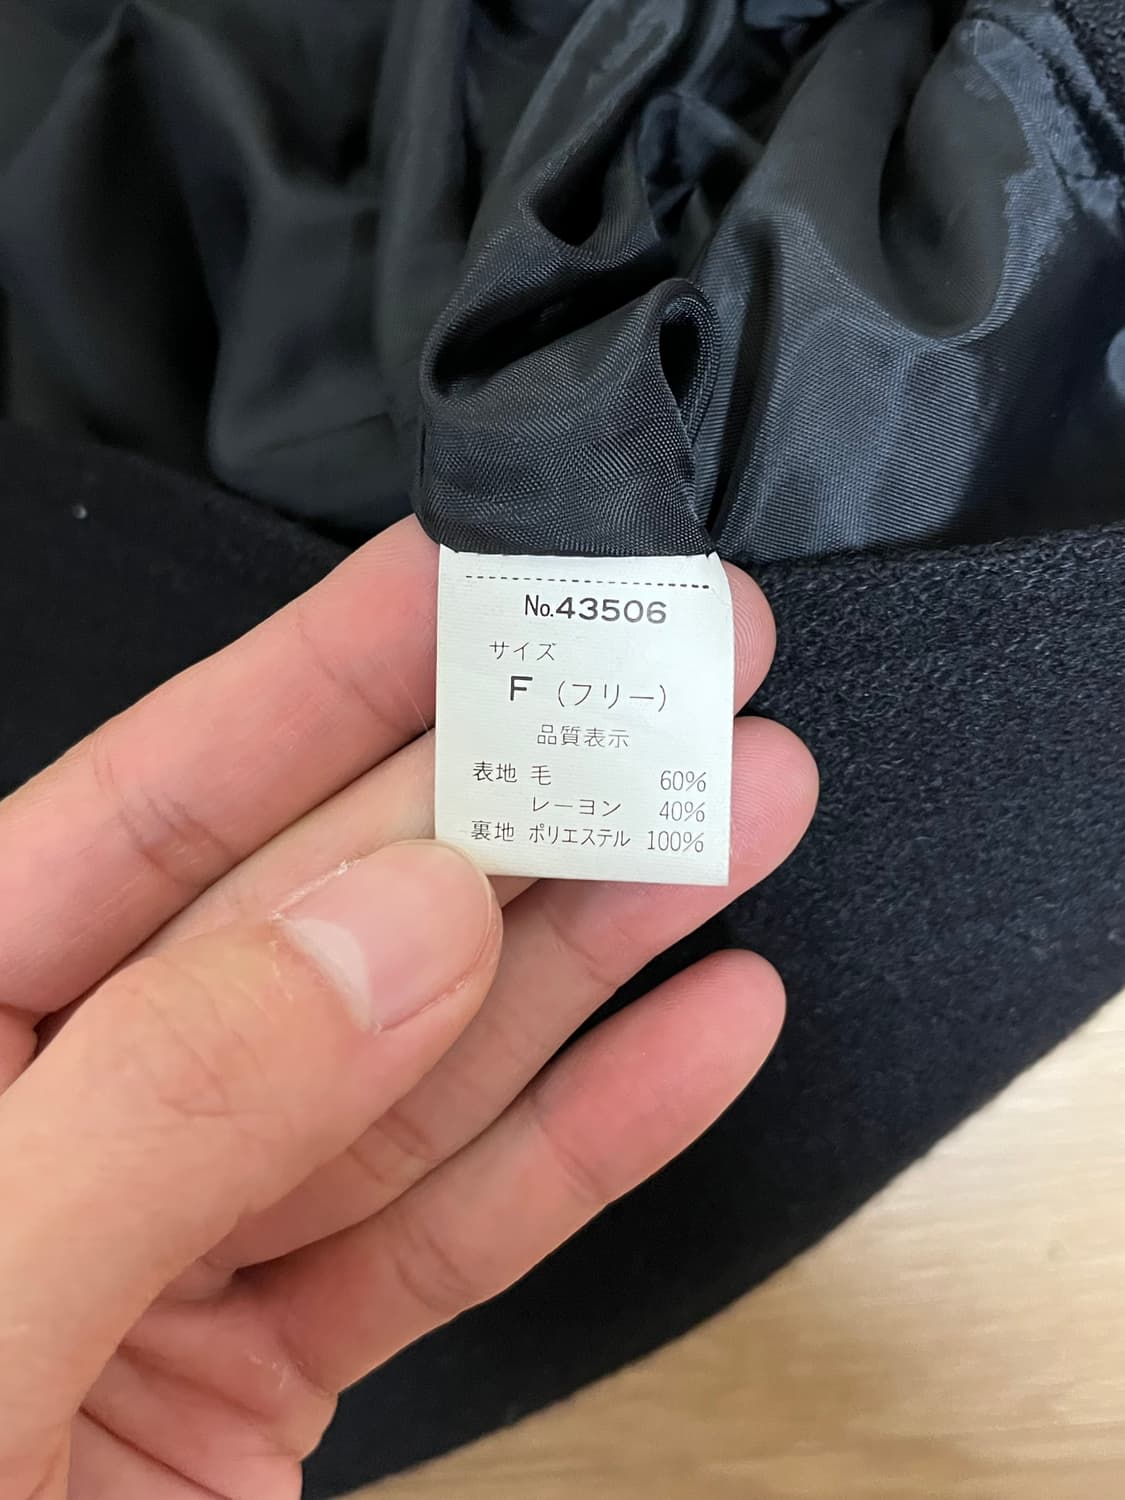 No.43506
サイズ
F (フリー)
品質表示
表地 毛 60%
レーヨン 40%
裏地 ポリエステル 100%